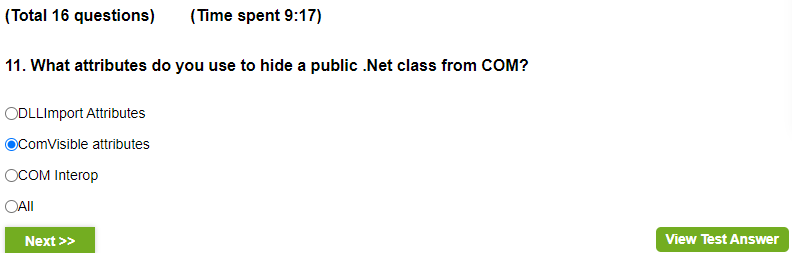 (Total 16 questions) (Time spent 9:17)
11. What attributes do you use to hide a public .Net class from COM?
DLLImport Attributes
ComVisible attributes
COM Interop
All
Next >> View Test Answer